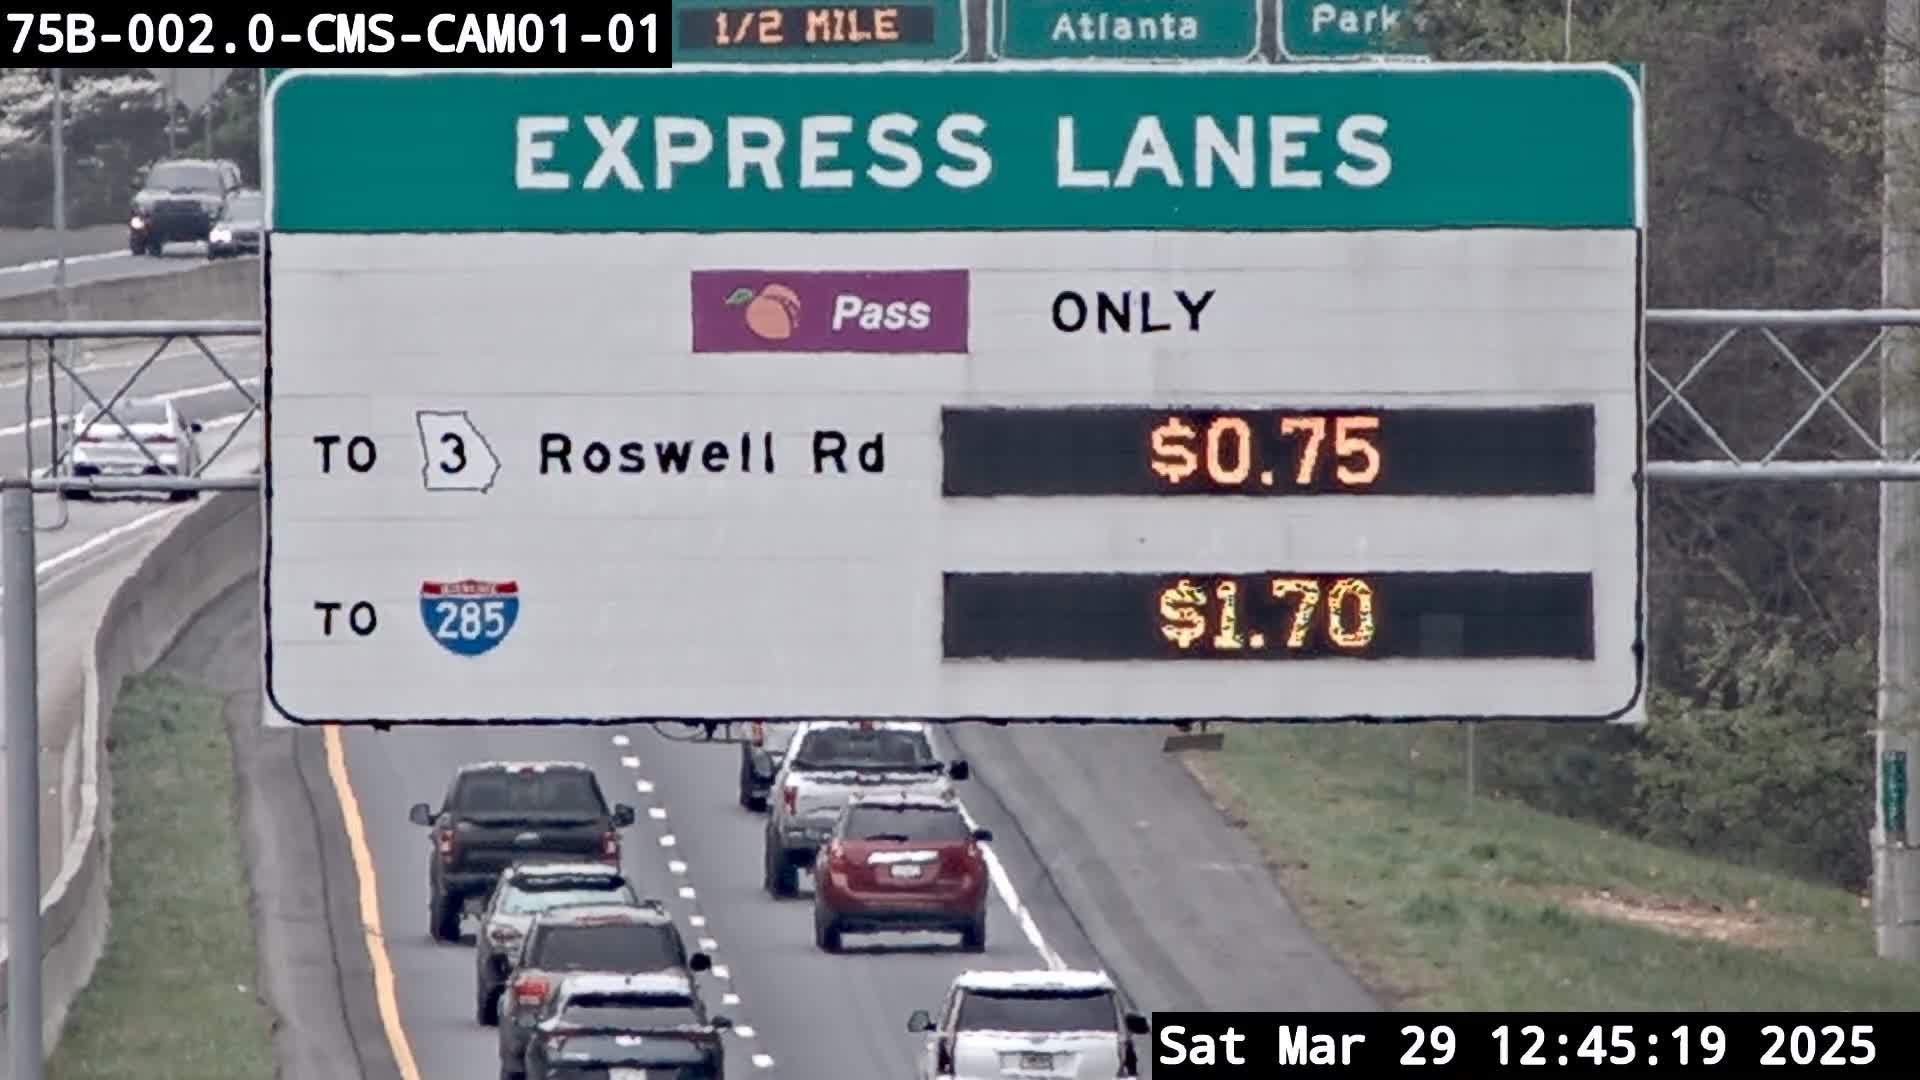 75B-002.0-CMS-CAM01-01
1/2 MILE
Atlanta
Park
EXPRESS LANES
Pass ONLY
TO 3 Roswell Rd $0.75
TO 285 $1.70
Sat Mar 29 12:45:19 2025